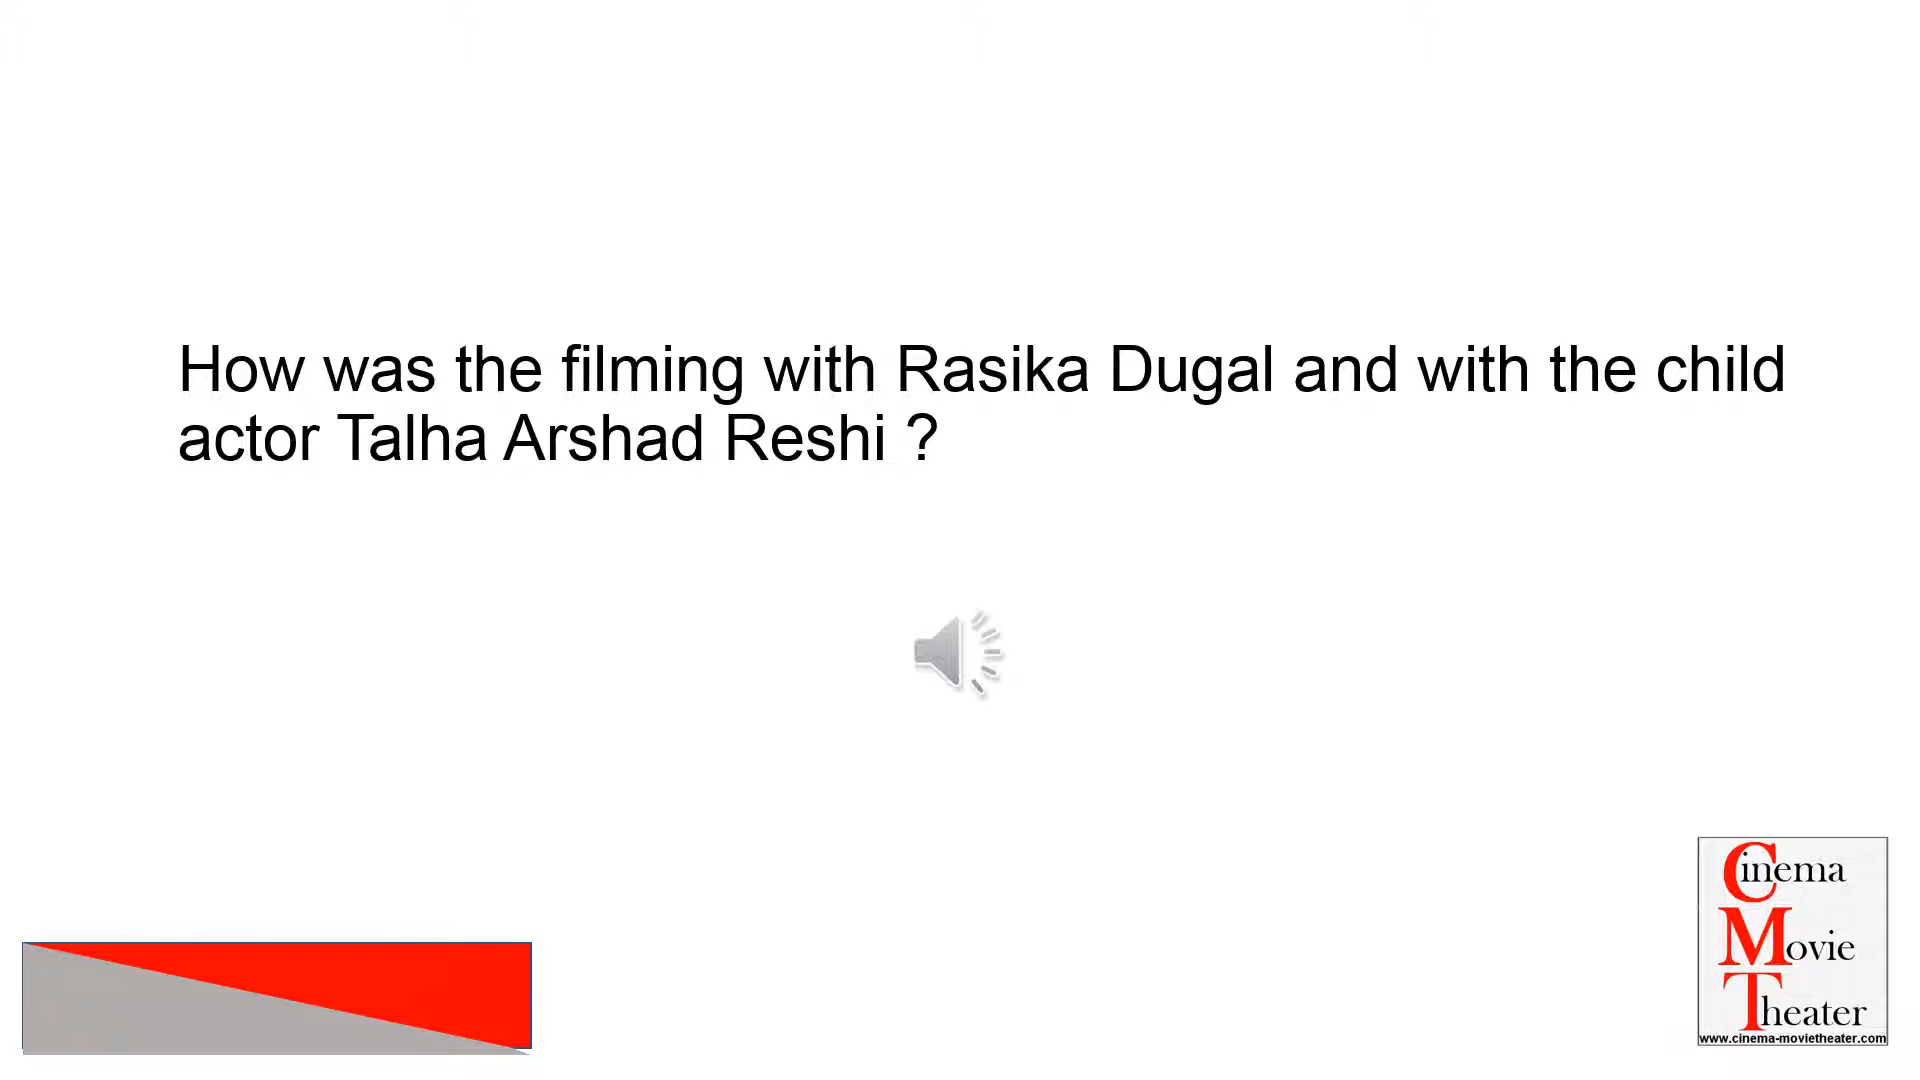 How was the filming with Rasika Dugal and with the child
actor Talha Arshad Reshi ?
Cinema
Movie
Theater
www.cinema-movietheater.com